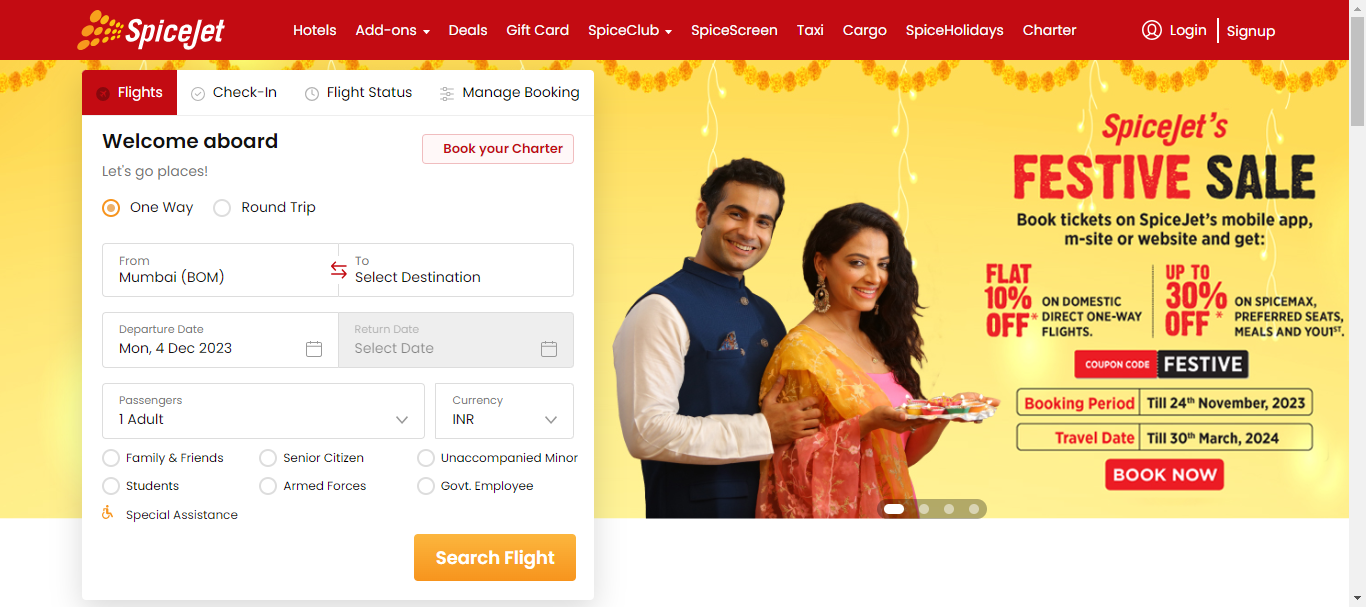 SpiceJet
Hotels Add-ons Deals Gift Card SpiceClub SpiceScreen Taxi Cargo SpiceHolidays Charter
Login Signup
Flights Check-In Flight Status Manage Booking
Welcome aboard
Book your Charter
Let's go places!
One Way Round Trip
From To
Mumbai (BOM) Select Destination
Departure Date Return Date
Mon, 4 Dec 2023 Select Date
Passengers Currency
1 Adult INR
Family & Friends Senior Citizen Unaccompanied Minor
Students Armed Forces Govt. Employee
Special Assistance
Search Flight
SpiceJet's
FESTIVE SALE
Book tickets on SpiceJet's mobile app,
m-site or website and get:
FLAT
10%
OFF*
ON DOMESTIC
DIRECT ONE-WAY
FLIGHTS.
UP TO
30%
OFF*
ON SPICEMAX,
PREFERRED SEATS,
MEALS AND YOU1ST.
COUPON CODE FESTIVE
Booking Period Till 24th November, 2023
Travel Date Till 30th March, 2024
BOOK NOW